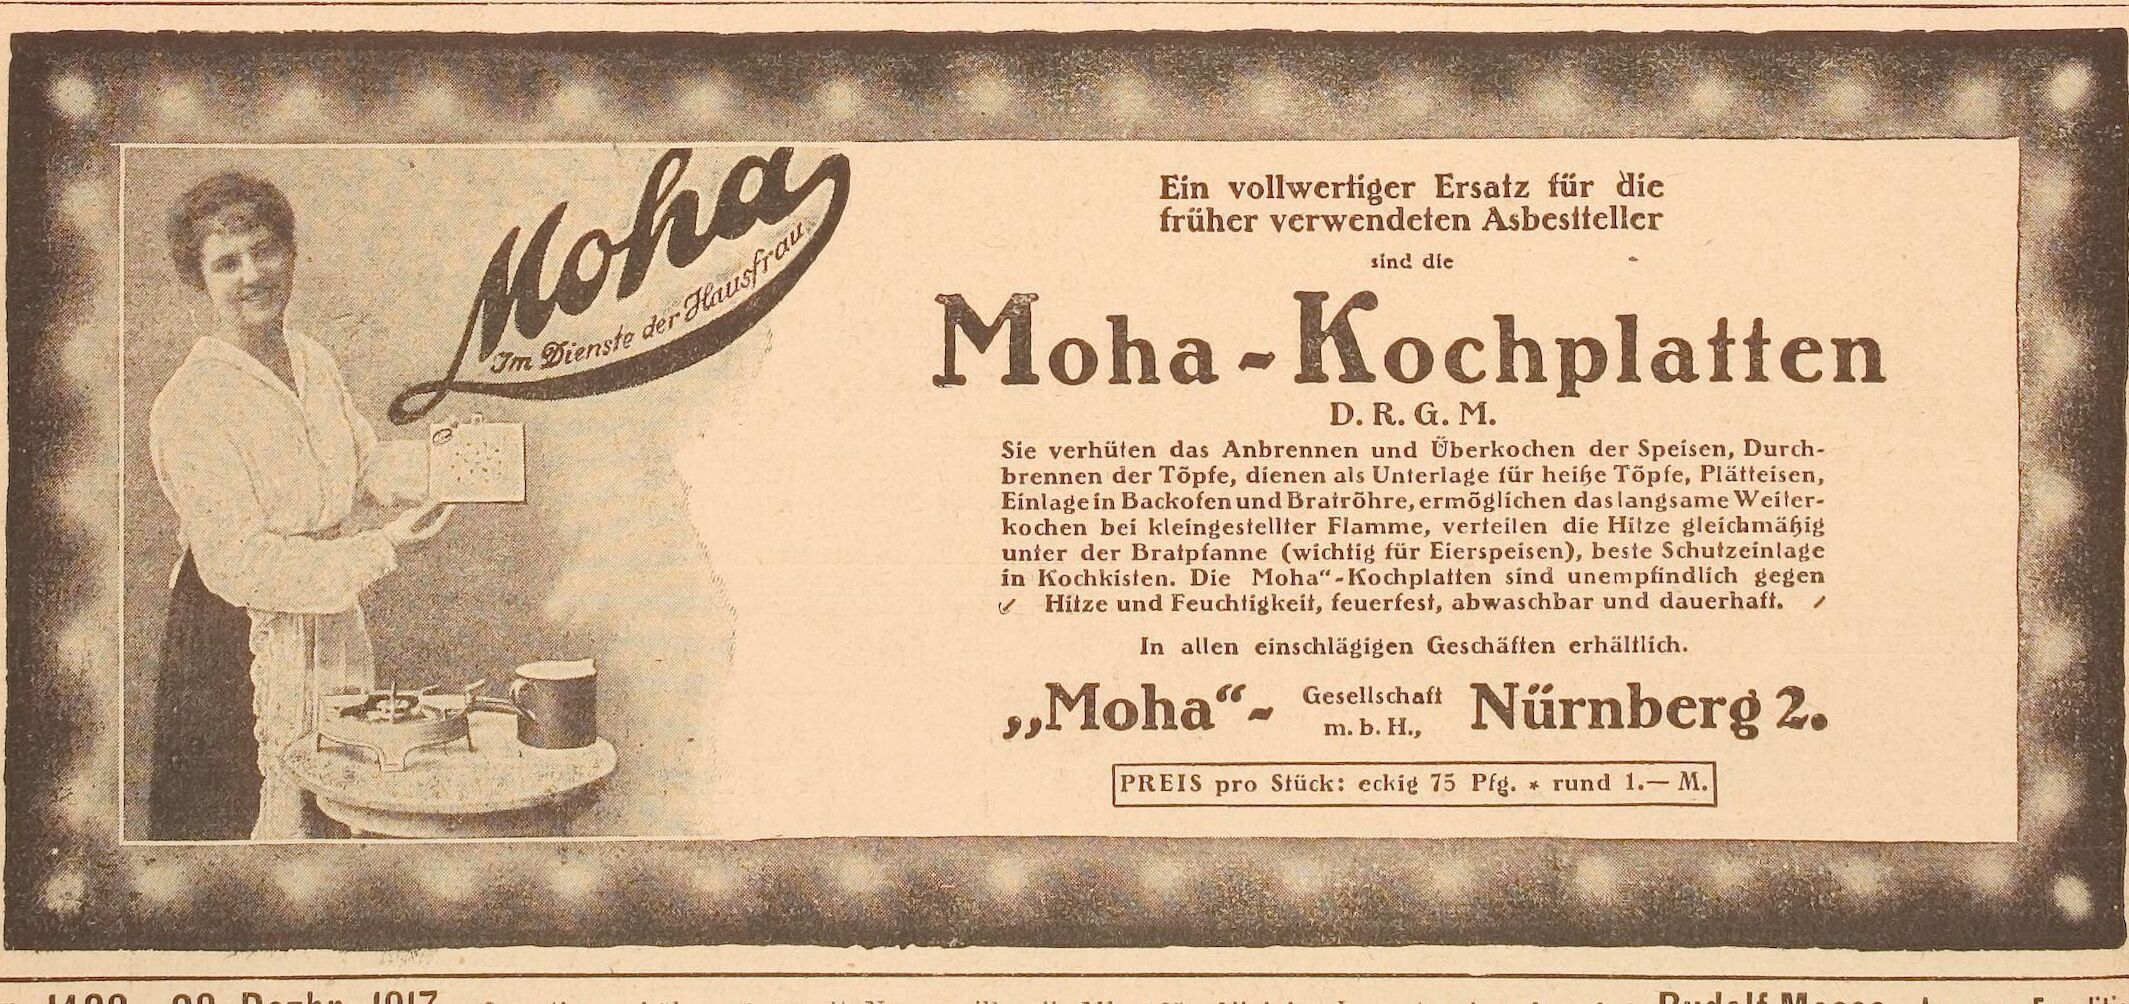 Moha
Im Dienste der Hausfrau
Ein vollwertiger Ersatz für die
früher verwendeten Asbestteller
sind die
Moha-Kochplatten
D. R. G. M.
Sie verhüten das Anbrennen und Überkochen der Speisen, Durch-
brennen der Töpfe, dienen als Unterlage für heiße Töpfe, Plätteisen,
Einlage in Backofen und Bratröhre, ermöglichen das langsame Weiter-
kochen bei kleingestellter Flamme, verteilen die Hitze gleichmäßig
unter der Bratpfanne (wichtig für Eierspeisen), beste Schutzeinlage
in Kochkisten. Die Moha“-Kochplatten sind unempfindlich gegen
Hitze und Feuchtigkeit, feuerfest, abwaschbar und dauerhaft.
In allen einschlägigen Geschäften erhältlich.
„Moha“- Gesellschaft m. b. H., Nürnberg 2.
PREIS pro Stück: eckig 75 Pfg. * rund 1.— M.
Dezbr. 1917
Rudolf Mosse